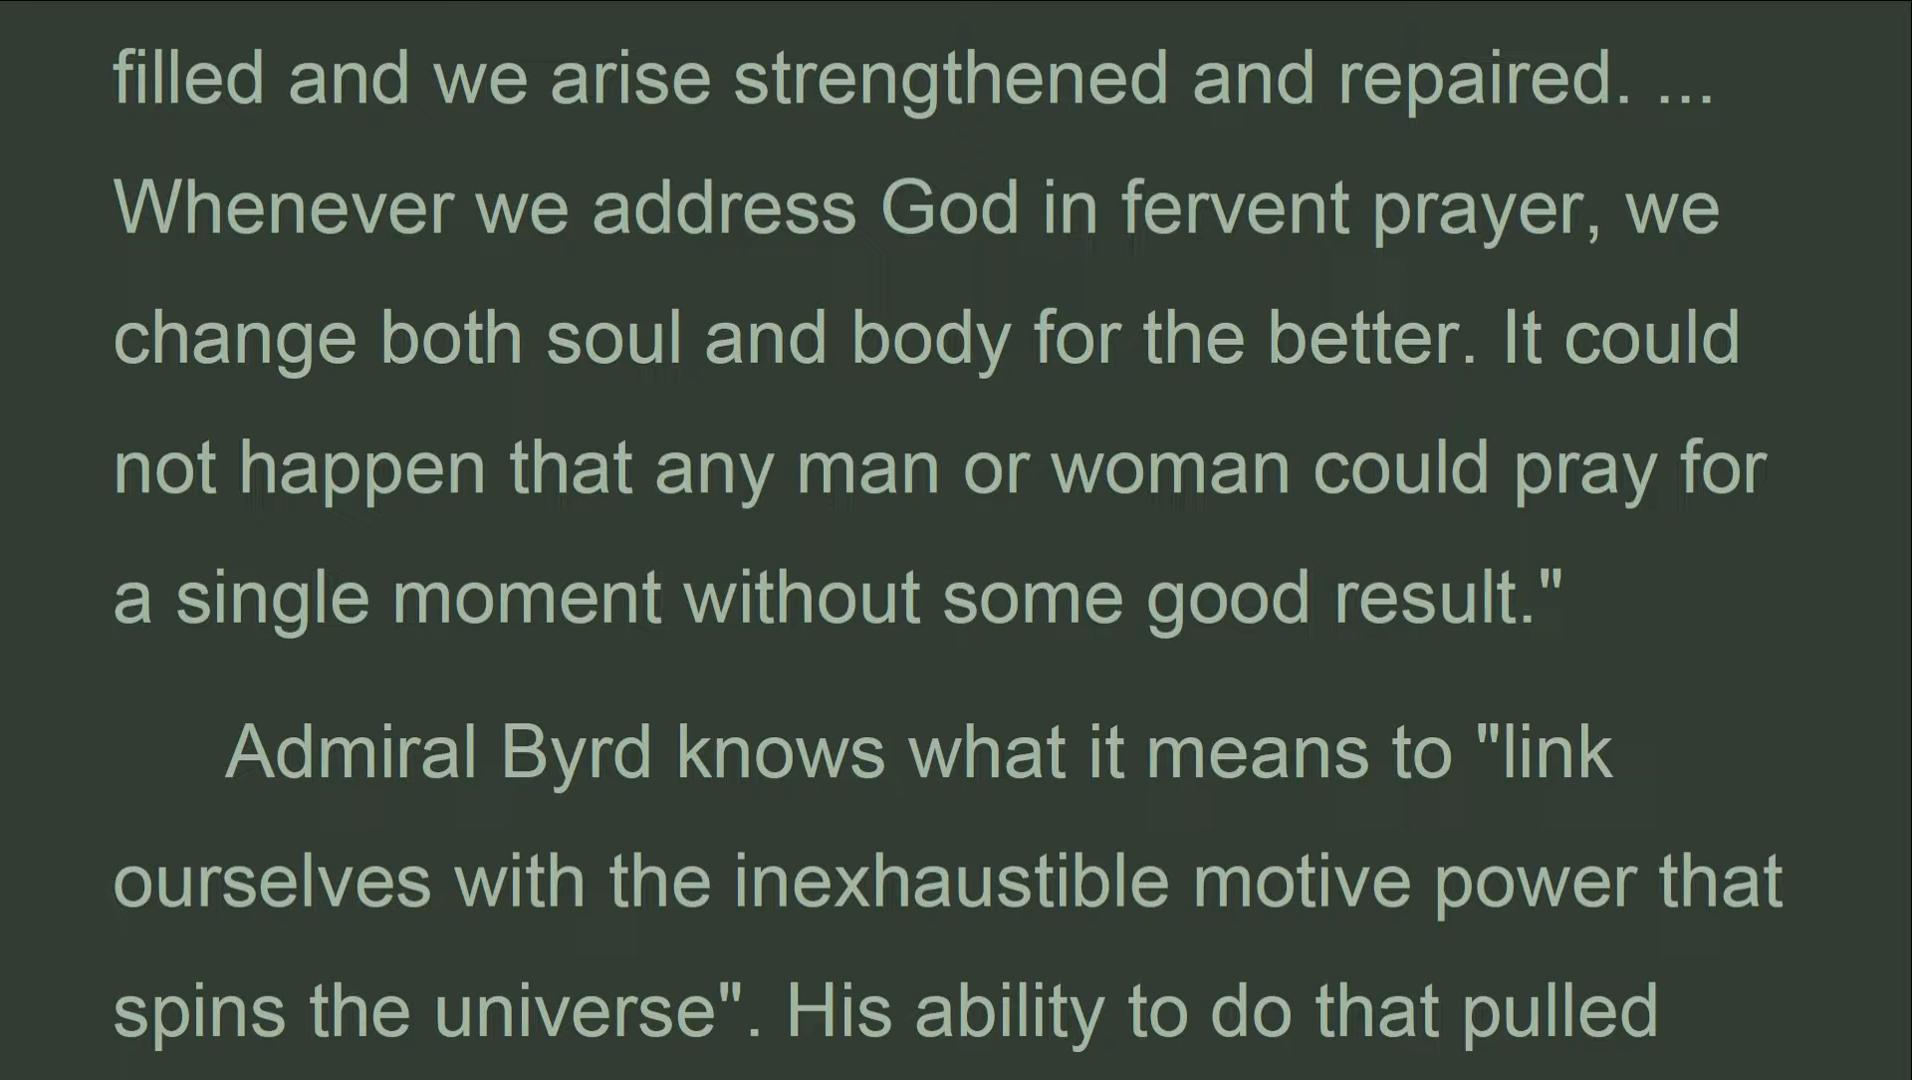 filled and we arise strengthened and repaired. ...
Whenever we address God in fervent prayer, we
change both soul and body for the better. It could
not happen that any man or woman could pray for
a single moment without some good result."
Admiral Byrd knows what it means to "link
ourselves with the inexhaustible motive power that
spins the universe". His ability to do that pulled